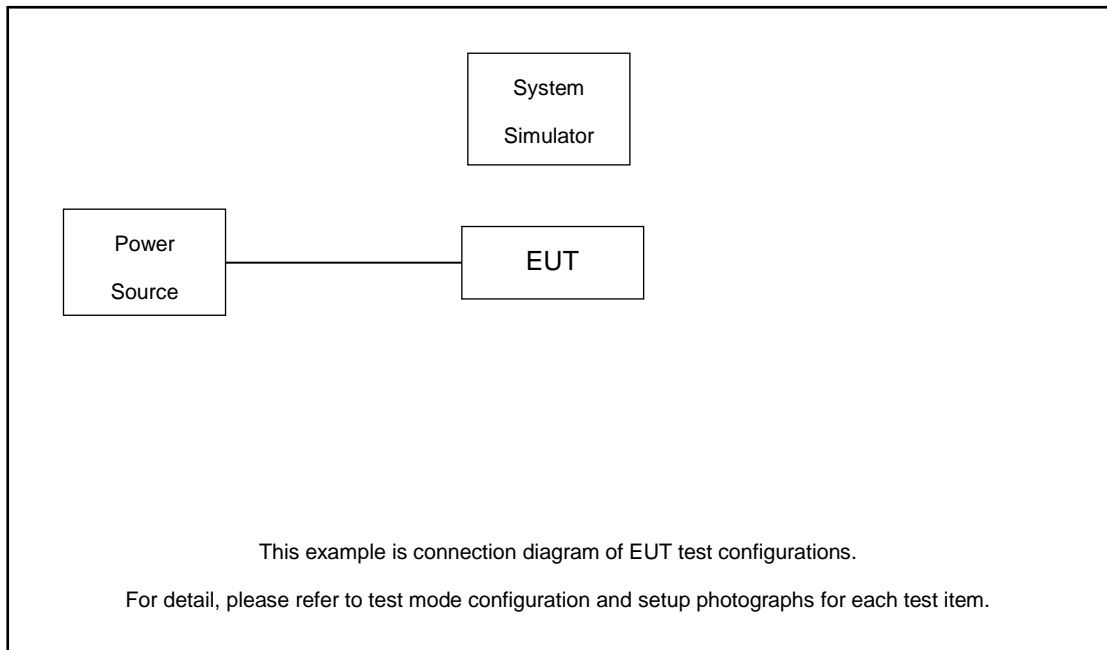 System
Simulator
Power
Source
EUT
This example is connection diagram of EUT test configurations.
For detail, please refer to test mode configuration and setup photographs for each test item.